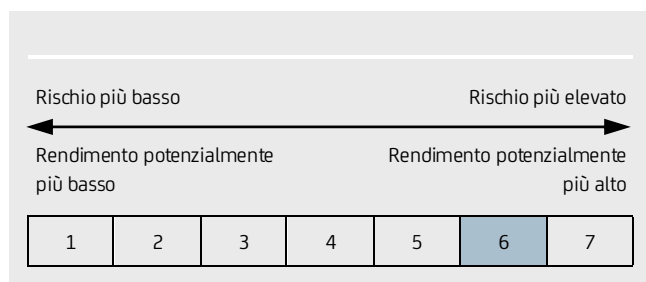 Rischio più basso Rischio più elevato
Rendimento potenzialmente Rendimento potenzialmente
più basso più alto
1 2 3 4 5 6 7